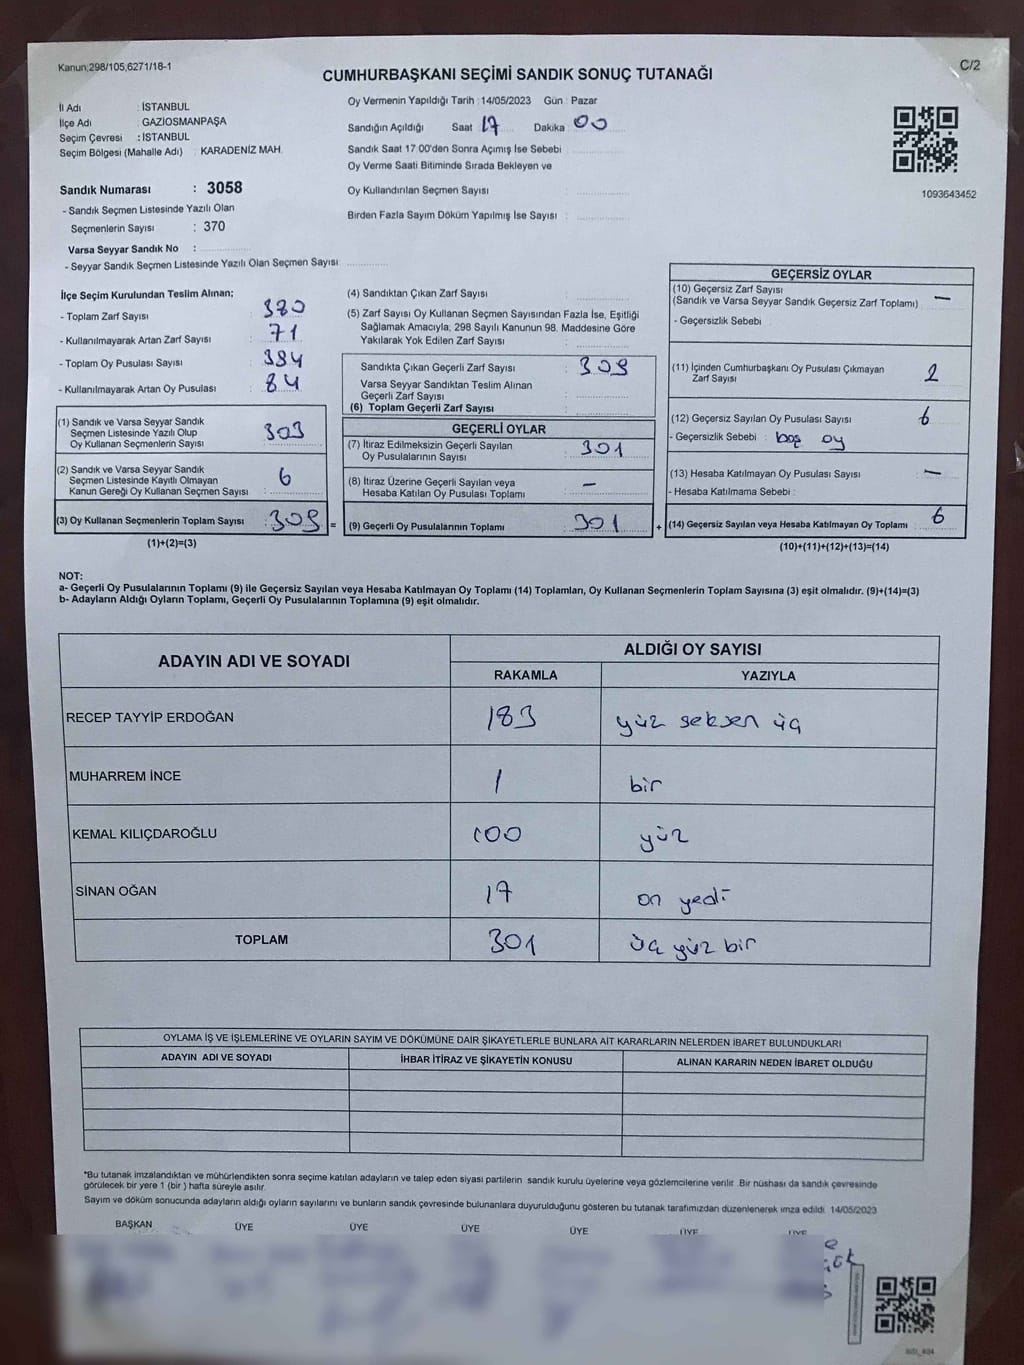 Kanun;298/105,6271/18-1
C/2
CUMHURBAŞKANI SEÇİMİ SANDIK SONUÇ TUTANAĞI
İl Adı : İSTANBUL
İlçe Adı : GAZİOSMANPAŞA
Seçim Çevresi : İSTANBUL
Seçim Bölgesi (Mahalle Adı) : KARADENİZ MAH.
Sandık Numarası : 3058
- Sandık Seçmen Listesinde Yazılı Olan
Seçmenlerin Sayısı : 370
Varsa Seyyar Sandık No :
- Seyyar Sandık Seçmen Listesinde Yazılı Olan Seçmen Sayısı:
Oy Vermenin Yapıldığı Tarih : 14/05/2023 Gün : Pazar
Sandığın Açıldığı Saat 17 Dakika : 00
Sandık Saat 17:00'den Sonra Açımış İse Sebebi :
Oy Verme Saati Bitiminde Sırada Bekleyen ve
Oy Kullandırılan Seçmen Sayısı :
Birden Fazla Sayım Döküm Yapılmış İse Sayısı :
1093643452
İlçe Seçim Kurulundan Teslim Alınan;
- Toplam Zarf Sayısı : 380
- Kullanılmayarak Artan Zarf Sayısı : 71
- Toplam Oy Pusulası Sayısı : 384
- Kullanılmayarak Artan Oy Pusulası : 84
(1) Sandık ve Varsa Seyyar Sandık
Seçmen Listesinde Yazılı Olup
Oy Kullanan Seçmenlerin Sayısı : 303
(2) Sandık ve Varsa Seyyar Sandık
Seçmen Listesinde Kayıtlı Olmayan
Kanun Gereği Oy Kullanan Seçmen Sayısı : 6
(3) Oy Kullanan Seçmenlerin Toplam Sayısı : 309 =
(1)+(2)=(3)
(4) Sandıktan Çıkan Zarf Sayısı :
(5) Zarf Sayısı Oy Kullanan Seçmen Sayısından Fazla İse, Eşitliği
Sağlamak Amacıyla, 298 Sayılı Kanunun 98. Maddesine Göre
Yakılarak Yok Edilen Zarf Sayısı :
Sandıkta Çıkan Geçerli Zarf Sayısı : 309
Varsa Seyyar Sandıktan Teslim Alınan
Geçerli Zarf Sayısı :
(6) Toplam Geçerli Zarf Sayısı :
GEÇERLİ OYLAR
(7) İtiraz Edilmeksizin Geçerli Sayılan
Oy Pusulalarının Sayısı : 301
(8) İtiraz Üzerine Geçerli Sayılan veya
Hesaba Katılan Oy Pusulası Toplamı : -
(9) Geçerli Oy Pusulalarının Toplamı : 301 +
GEÇERSİZ OYLAR
(10) Geçersiz Zarf Sayısı
(Sandık ve Varsa Seyyar Sandık Geçersiz Zarf Toplamı) : -
- Geçersizlik Sebebi :
(11) İçinden Cumhurbaşkanı Oy Pusulası Çıkmayan
Zarf Sayısı : 2
(12) Geçersiz Sayılan Oy Pusulası Sayısı : 6
- Geçersizlik Sebebi : boş oy
(13) Hesaba Katılmayan Oy Pusulası Sayısı : -
- Hesaba Katılmama Sebebi :
(14) Geçersiz Sayılan veya Hesaba Katılmayan Oy Toplamı : 6
(10)+(11)+(12)+(13)=(14)
NOT:
a- Geçerli Oy Pusulalarının Toplamı (9) ile Geçersiz Sayılan veya Hesaba Katılmayan Oy Toplamı (14) Toplamları, Oy Kullanan Seçmenlerin Toplam Sayısına (3) eşit olmalıdır. (9)+(14)=(3)
b- Adayların Aldığı Oyların Toplamı, Geçerli Oy Pusulalarının Toplamına (9) eşit olmalıdır.
ADAYIN ADI VE SOYADI
ALDIĞI OY SAYISI
RAKAMLA YAZIYLA
RECEP TAYYİP ERDOĞAN 183 yüz seksen üç
MUHARREM İNCE 1 bir
KEMAL KILIÇDAROĞLU 100 yüz
SİNAN OĞAN 17 on yedi
TOPLAM 301 üç yüz bir
OYLAMA İŞ VE İŞLEMLERİNE VE OYLARIN SAYIM VE DÖKÜMÜNE DAİR ŞİKAYETLERLE BUNLARA AİT KARARLARIN NELERDEN İBARET BULUNDUKLARI
ADAYIN ADI VE SOYADI İHBAR İTİRAZ VE ŞİKAYETİN KONUSU ALINAN KARARIN NEDEN İBARET OLDUĞU
*Bu tutanak imzalandıktan ve mühürlendikten sonra seçime katılan adayların ve talep eden siyasi partilerin sandık kurulu üyelerine veya gözlemcilerine verilir. Bir nüshası da sandık çevresinde
görülecek bir yere 1 (bir) hafta süreyle asılır.
Sayım ve döküm sonucunda adayların aldığı oyların sayılarını ve bunların sandık çevresinde bulunanlara duyurulduğunu gösteren bu tutanak tarafımızdan düzenlenerek imza edildi. 14/05/2023
BAŞKAN ÜYE ÜYE ÜYE ÜYE ÜYE ÜYE